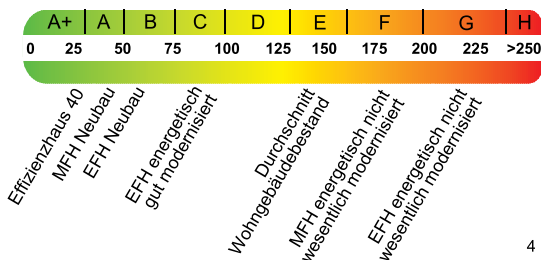 A+ A B C D E F G H
0 25 50 75 100 125 150 175 200 225 >250
Effizienzhaus 40
MFH Neubau
EFH Neubau
EFH energetisch
gut modernisiert
Durchschnitt
Wohngebäudebestand
MFH energetisch nicht
wesentlich modernisiert
EFH energetisch nicht
wesentlich modernisiert
4